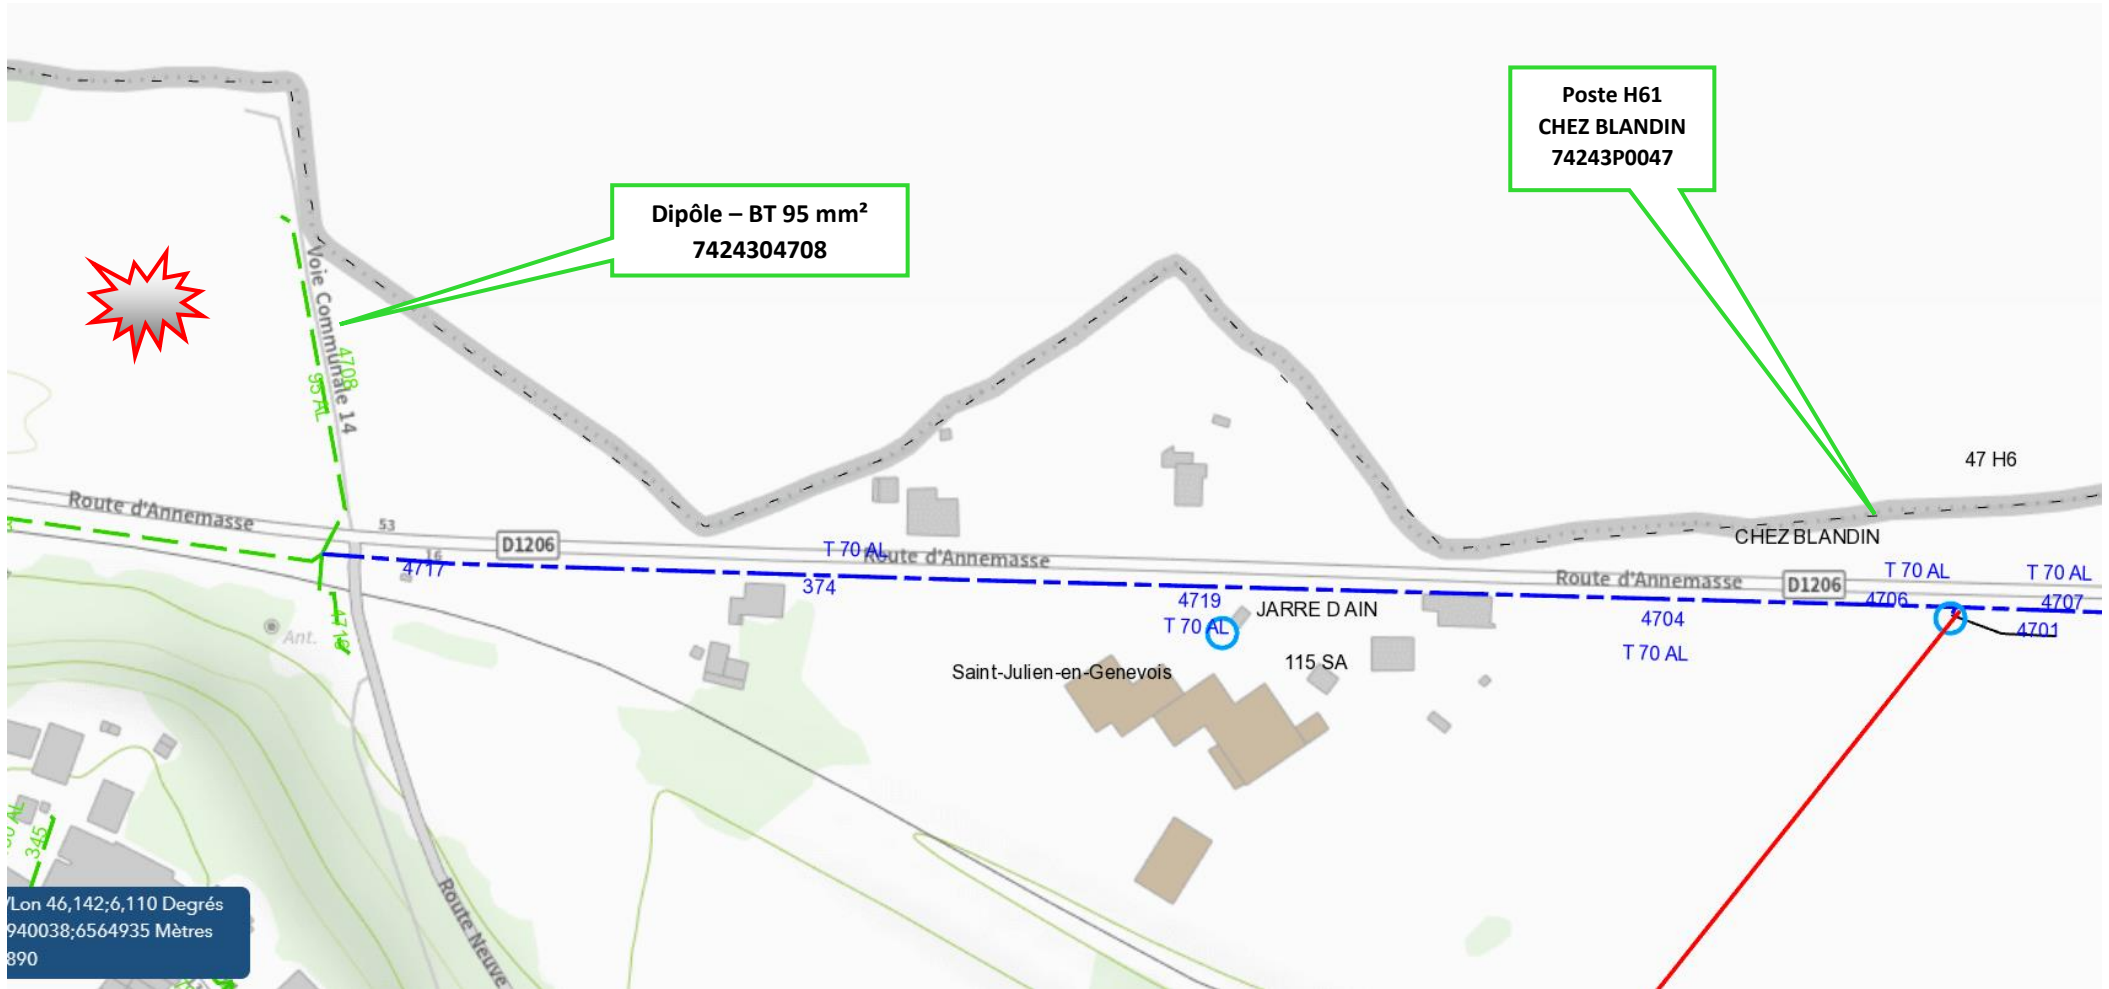 Poste H61
CHEZ BLANDIN
74243P0047
Dipôle – BT 95 mm²
7424304708
Voie Communale 14
4708
95 AL
47 H6
Route d'Annemasse
53
D1206
16
4717
T 70 AL
Route d'Annemasse
374
CHEZ BLANDIN
Route d'Annemasse
D1206
T 70 AL
T 70 AL
4706
4707
4701
4719
JARRE D AIN
T 70 AL
4704
T 70 AL
115 SA
Saint-Julien-en-Genevois
Ant.
345
Route Neuve
/Lon 46,142;6,110 Degrés
940038;6564935 Mètres
890